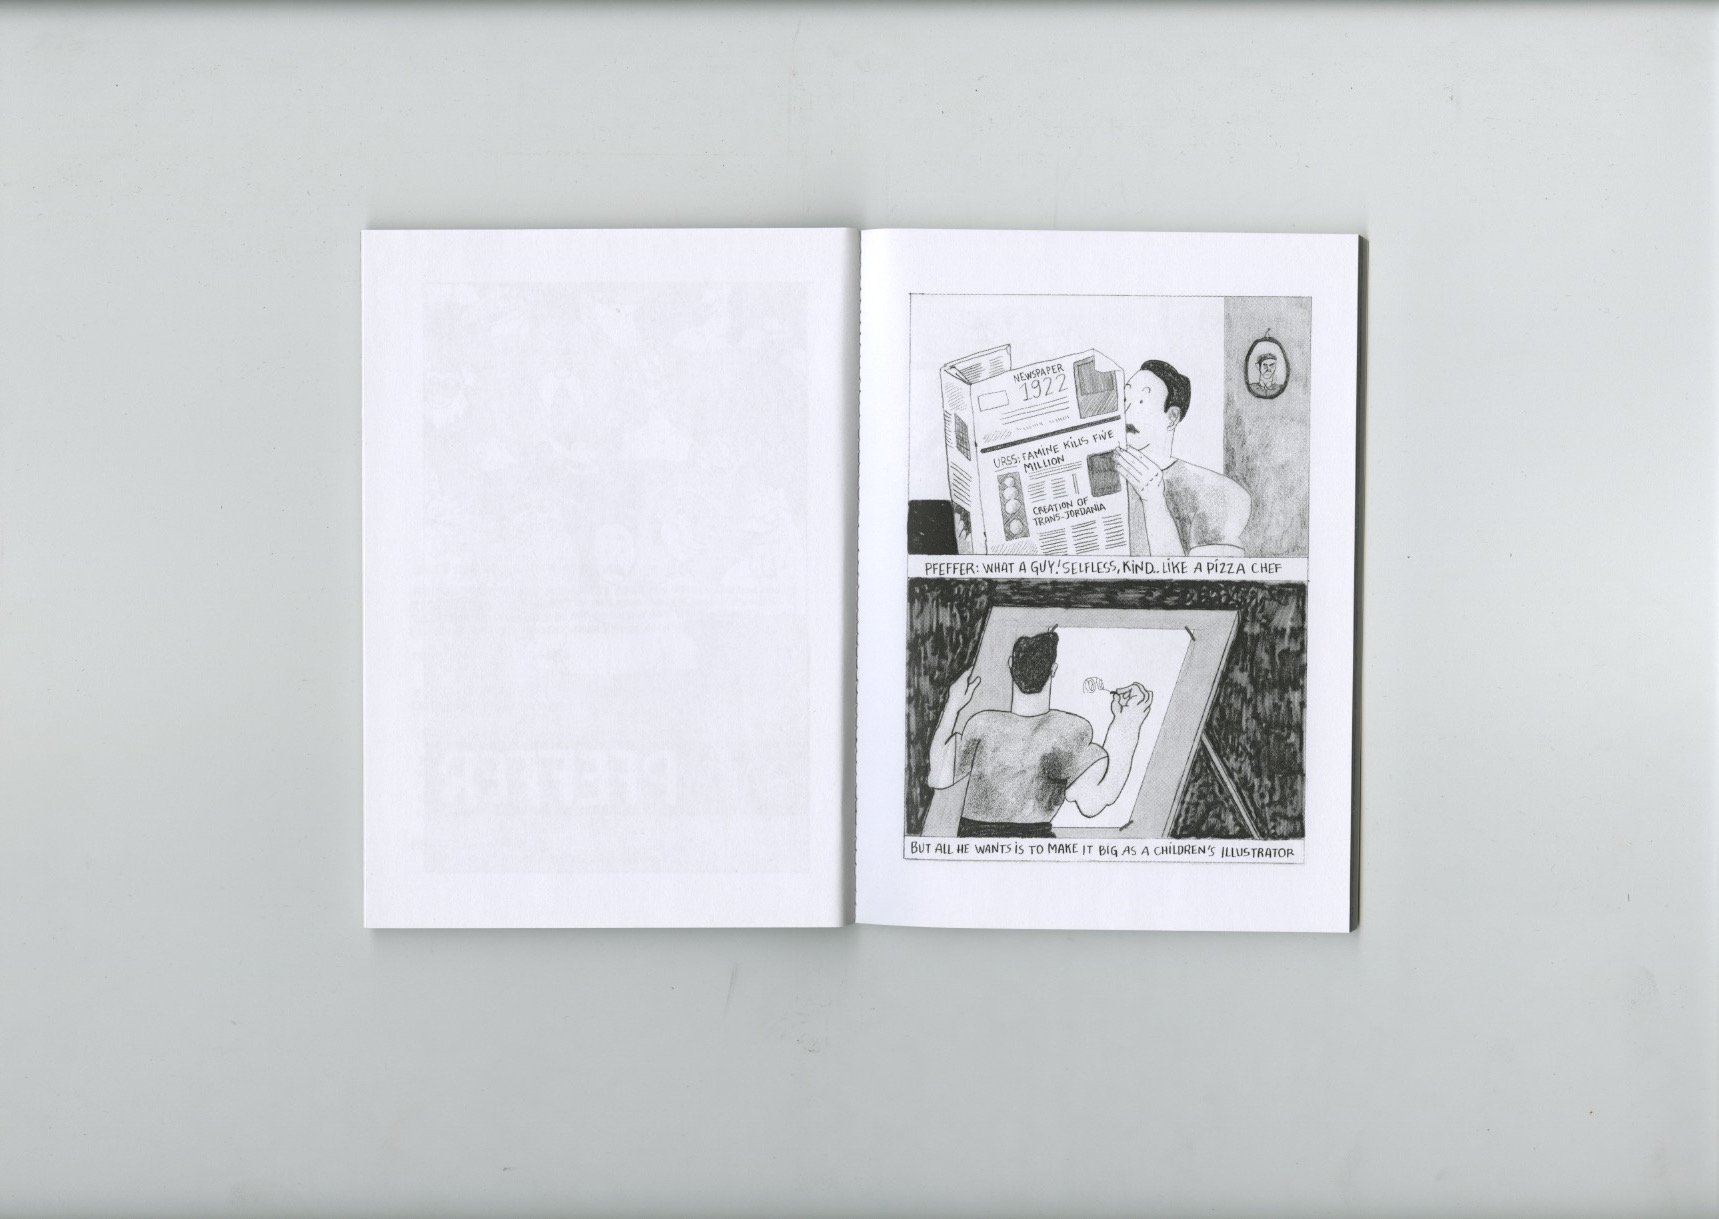 NEWSPAPER
1922
URSS: FAMINE KILLS FIVE
MILLION
CREATION OF
TRANS-JORDANIA
PFEFFER: WHAT A GUY! SELFLESS, KIND.. LIKE A PIZZA CHEF
BUT ALL HE WANTS IS TO MAKE IT BIG AS A CHILDREN'S ILLUSTRATOR
PFEFFER